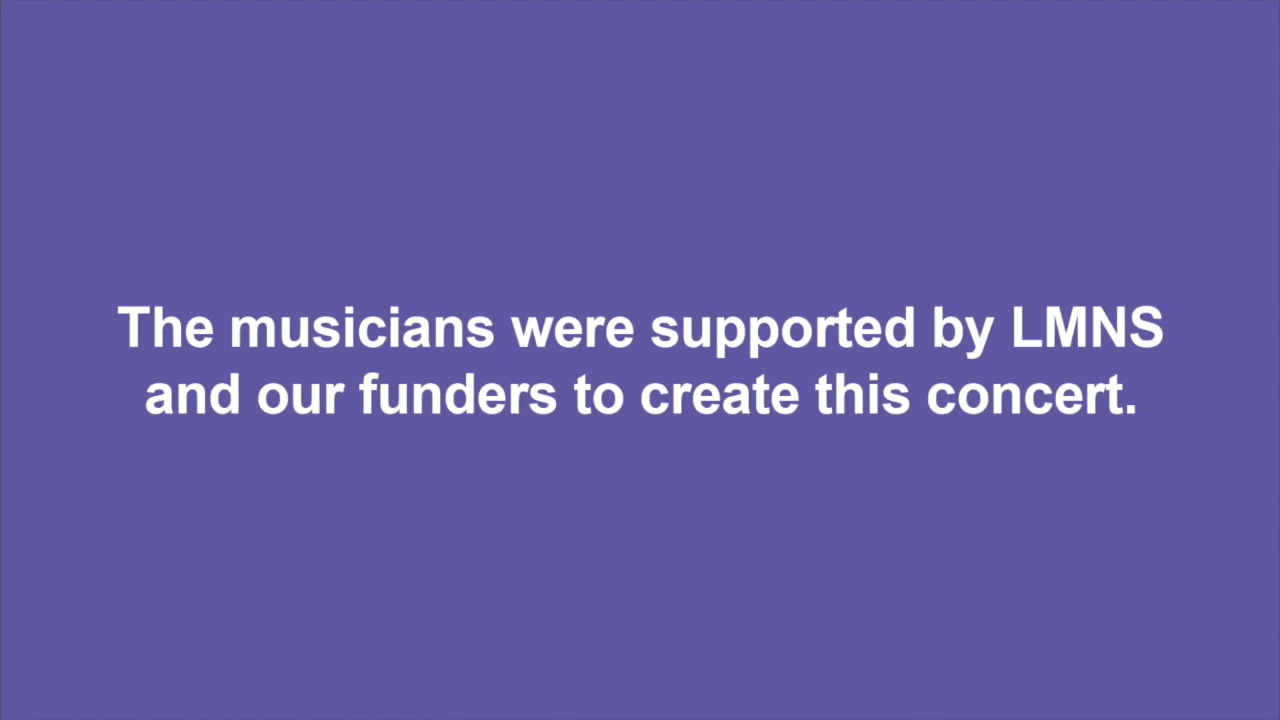 The musicians were supported by LMNS
and our funders to create this concert.